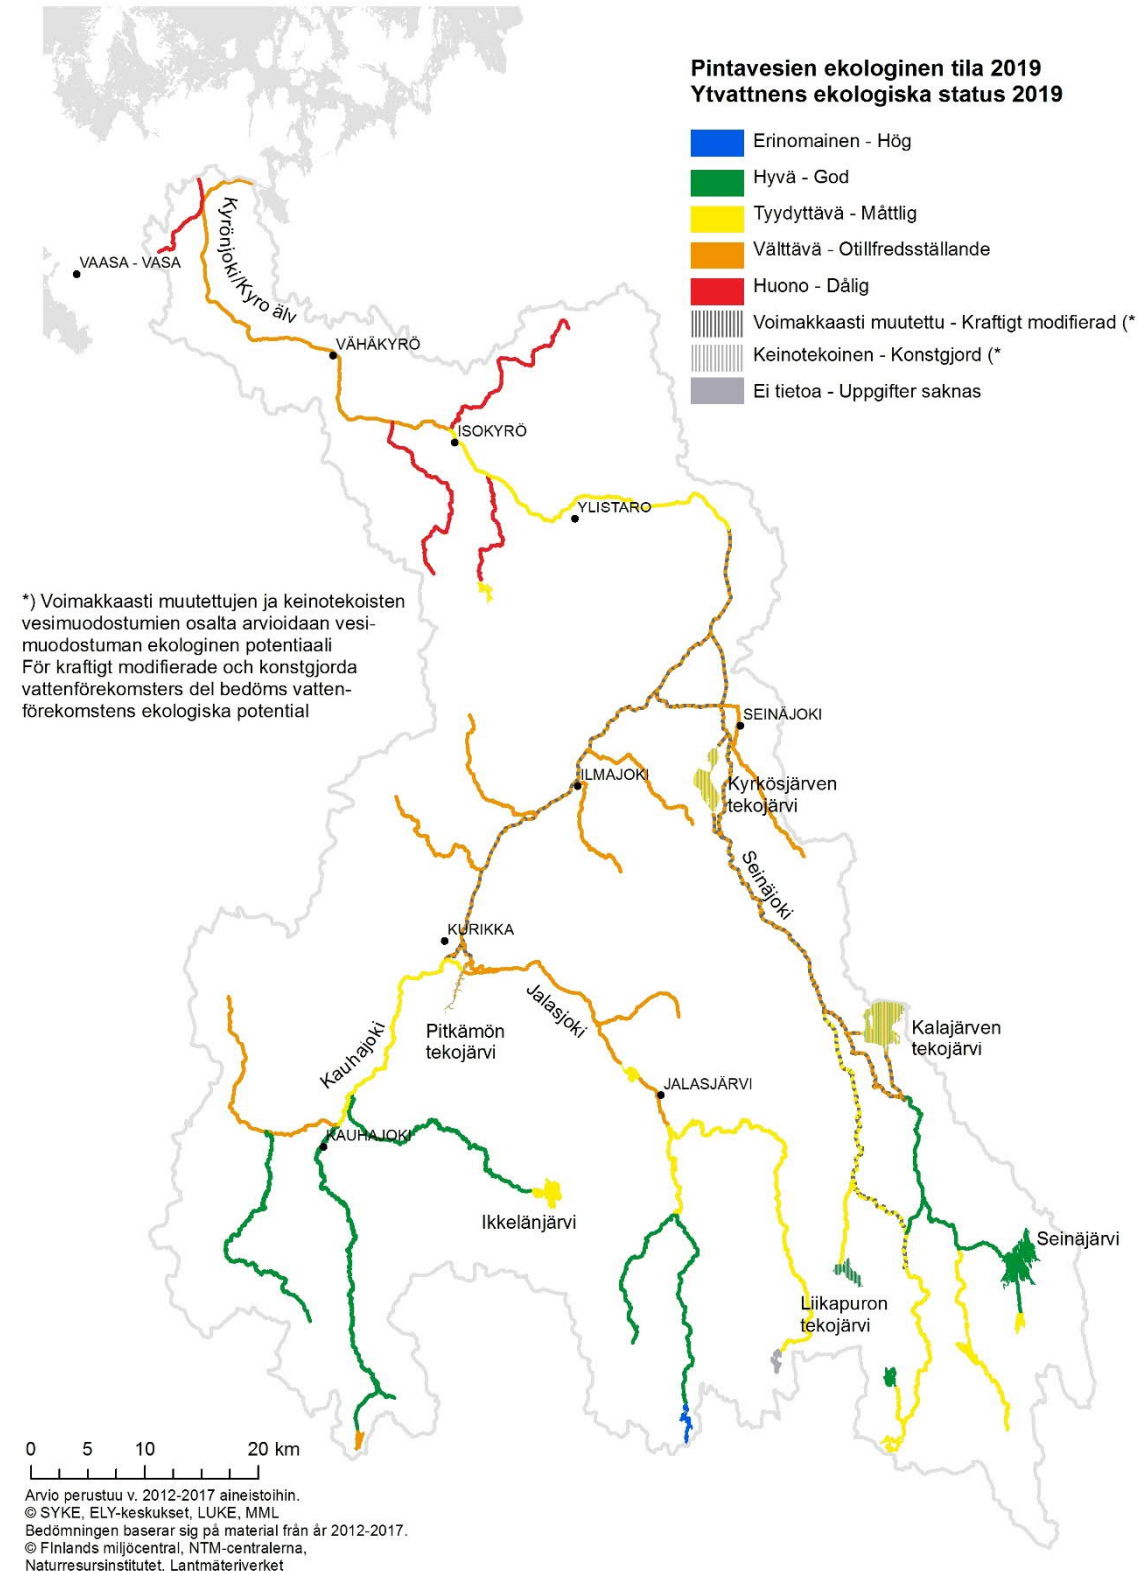 Pintavesien ekologinen tila 2019
Ytvattnens ekologiska status 2019
Erinomainen - Hög
Hyvä - God
Tyydyttävä - Måttlig
Välttävä - Otillfredsställande
Huono - Dålig
Voimakkaasti muutettu - Kraftigt modifierad (*
Keinotekoinen - Konstgjord (*
Ei tietoa - Uppgifter saknas
Kyrönjoki/Kyro älv
VAASA - VASA
VÄHÄKYRÖ
ISOKYRÖ
YLISTARO
*) Voimakkaasti muutettujen ja keinotekoisten
vesimuodostumien osalta arvioidaan vesi-
muodostuman ekologinen potentiaali
För kraftigt modifierade och konstgjorda
vattenförekomsters del bedöms vatten-
förekomstens ekologiska potential
SEINÄJOKI
ILMAJOKI
Kyrkösjärven
tekojärvi
Seinäjoki
KURIKKA
Jalasjoki
Pitkämön
tekojärvi
Kauhajoki
Kalajärven
tekojärvi
JALASJÄRVI
KAUHAJOKI
Ikkelänjärvi
Seinäjärvi
Liikapuron
tekojärvi
0 5 10 20 km
Arvio perustuu v. 2012-2017 aineistoihin.
© SYKE, ELY-keskukset, LUKE, MML
Bedömningen baserar sig på material från år 2012-2017.
© FInlands miljöcentral, NTM-centralerna,
Naturresursinstitutet, Lantmäteriverket